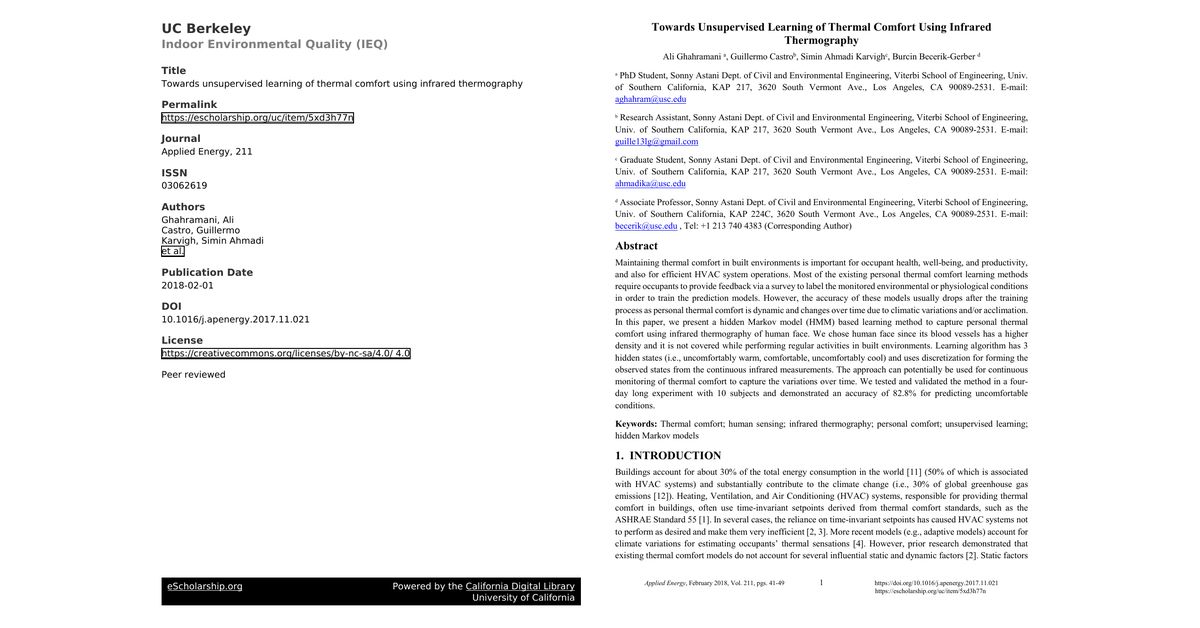 UC Berkeley
Indoor Environmental Quality (IEQ)
Title
Towards unsupervised learning of thermal comfort using infrared thermography
Permalink
https://escholarship.org/uc/item/5xd3h77n
Journal
Applied Energy, 211
ISSN
03062619
Authors
Ghahramani, Ali
Castro, Guillermo
Karvigh, Simin Ahmadi
et al.
Publication Date
2018-02-01
DOI
10.1016/j.apenergy.2017.11.021
License
https://creativecommons.org/licenses/by-nc-sa/4.0/ 4.0
Peer reviewed
eScholarship.org
Powered by the California Digital Library
University of California
Towards Unsupervised Learning of Thermal Comfort Using Infrared
Thermography
Ali Ghahramani ᵃ, Guillermo Castroᵇ, Simin Ahmadi Karvighᶜ, Burcin Becerik-Gerber ᵈ
ᵃ PhD Student, Sonny Astani Dept. of Civil and Environmental Engineering, Viterbi School of Engineering, Univ.
of Southern California, KAP 217, 3620 South Vermont Ave., Los Angeles, CA 90089-2531. E-mail:
aghahram@usc.edu
ᵇ Research Assistant, Sonny Astani Dept. of Civil and Environmental Engineering, Viterbi School of Engineering,
Univ. of Southern California, KAP 217, 3620 South Vermont Ave., Los Angeles, CA 90089-2531. E-mail:
guille13lg@gmail.com
ᶜ Graduate Student, Sonny Astani Dept. of Civil and Environmental Engineering, Viterbi School of Engineering,
Univ. of Southern California, KAP 217, 3620 South Vermont Ave., Los Angeles, CA 90089-2531. E-mail:
ahmadika@usc.edu
ᵈ Associate Professor, Sonny Astani Dept. of Civil and Environmental Engineering, Viterbi School of Engineering,
Univ. of Southern California, KAP 224C, 3620 South Vermont Ave., Los Angeles, CA 90089-2531. E-mail:
becerik@usc.edu , Tel: +1 213 740 4383 (Corresponding Author)
Abstract
Maintaining thermal comfort in built environments is important for occupant health, well-being, and productivity,
and also for efficient HVAC system operations. Most of the existing personal thermal comfort learning methods
require occupants to provide feedback via a survey to label the monitored environmental or physiological conditions
in order to train the prediction models. However, the accuracy of these models usually drops after the training
process as personal thermal comfort is dynamic and changes over time due to climatic variations and/or acclimation.
In this paper, we present a hidden Markov model (HMM) based learning method to capture personal thermal
comfort using infrared thermography of human face. We chose human face since its blood vessels has a higher
density and it is not covered while performing regular activities in built environments. Learning algorithm has 3
hidden states (i.e., uncomfortably warm, comfortable, uncomfortably cool) and uses discretization for forming the
observed states from the continuous infrared measurements. The approach can potentially be used for continuous
monitoring of thermal comfort to capture the variations over time. We tested and validated the method in a four-
day long experiment with 10 subjects and demonstrated an accuracy of 82.8% for predicting uncomfortable
conditions.
Keywords: Thermal comfort; human sensing; infrared thermography; personal comfort; unsupervised learning;
hidden Markov models
1. INTRODUCTION
Buildings account for about 30% of the total energy consumption in the world [11] (50% of which is associated
with HVAC systems) and substantially contribute to the climate change (i.e., 30% of global greenhouse gas
emissions [12]). Heating, Ventilation, and Air Conditioning (HVAC) systems, responsible for providing thermal
comfort in buildings, often use time-invariant setpoints derived from thermal comfort standards, such as the
ASHRAE Standard 55 [1]. In several cases, the reliance on time-invariant setpoints has caused HVAC systems not
to perform as desired and make them very inefficient [2, 3]. More recent models (e.g., adaptive models) account for
climate variations for estimating occupants' thermal sensations [4]. However, prior research demonstrated that
existing thermal comfort models do not account for several influential static and dynamic factors [2]. Static factors
Applied Energy, February 2018, Vol. 211, pgs. 41-49
1
https://doi.org/10.1016/j.apenergy.2017.11.021
https://escholarship.org/uc/item/5xd3h77n